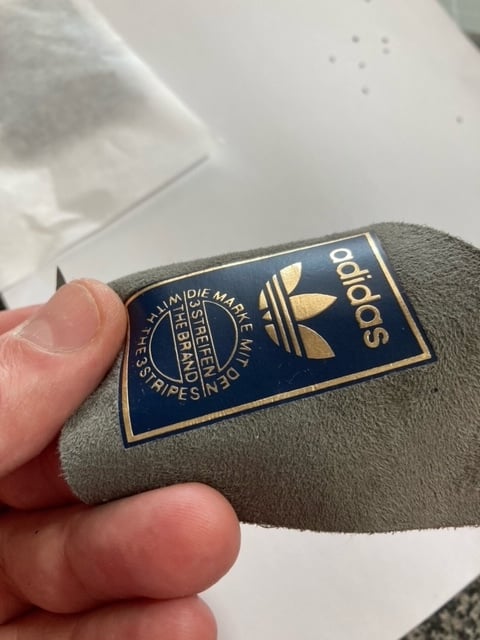 adidas
DIE MARKE MIT DEN
3 STREIFEN
THE BRAND
WITH THE 3 STRIPES